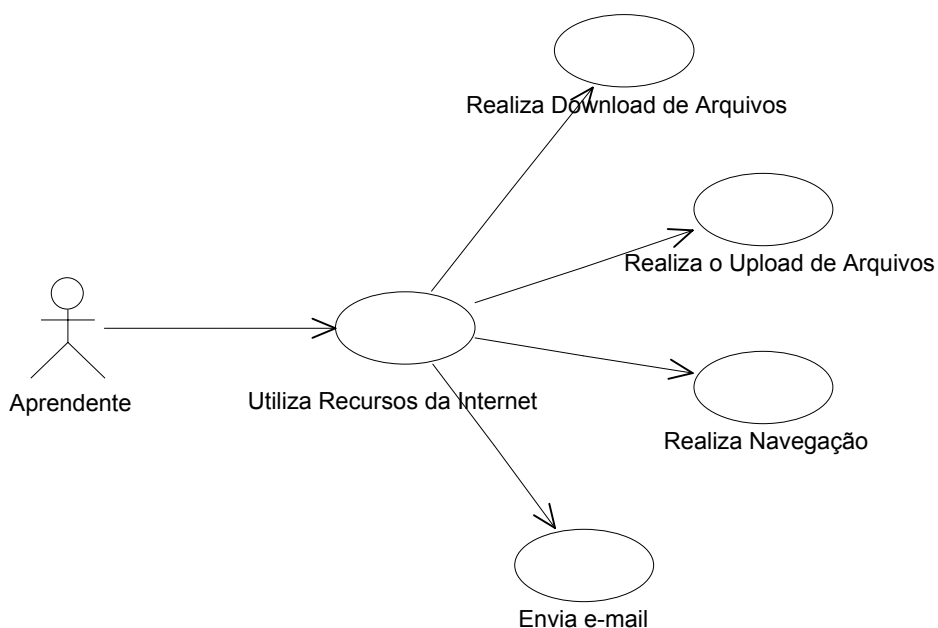 Realiza Download de Arquivos
Realiza o Upload de Arquivos
Aprendente
Utiliza Recursos da Internet
Realiza Navegação
Envia e-mail